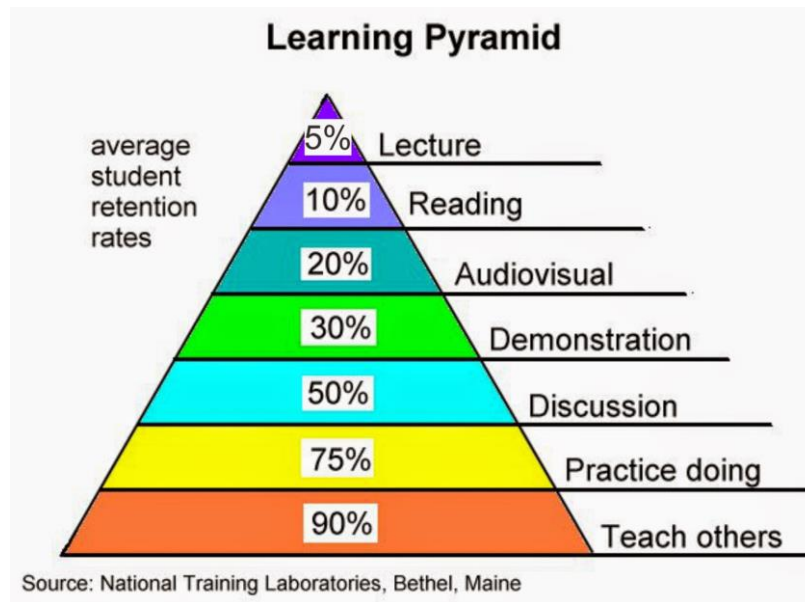 Learning Pyramid
average
student
retention
rates
5% Lecture
10% Reading
20% Audiovisual
30% Demonstration
50% Discussion
75% Practice doing
90% Teach others
Source: National Training Laboratories, Bethel, Maine